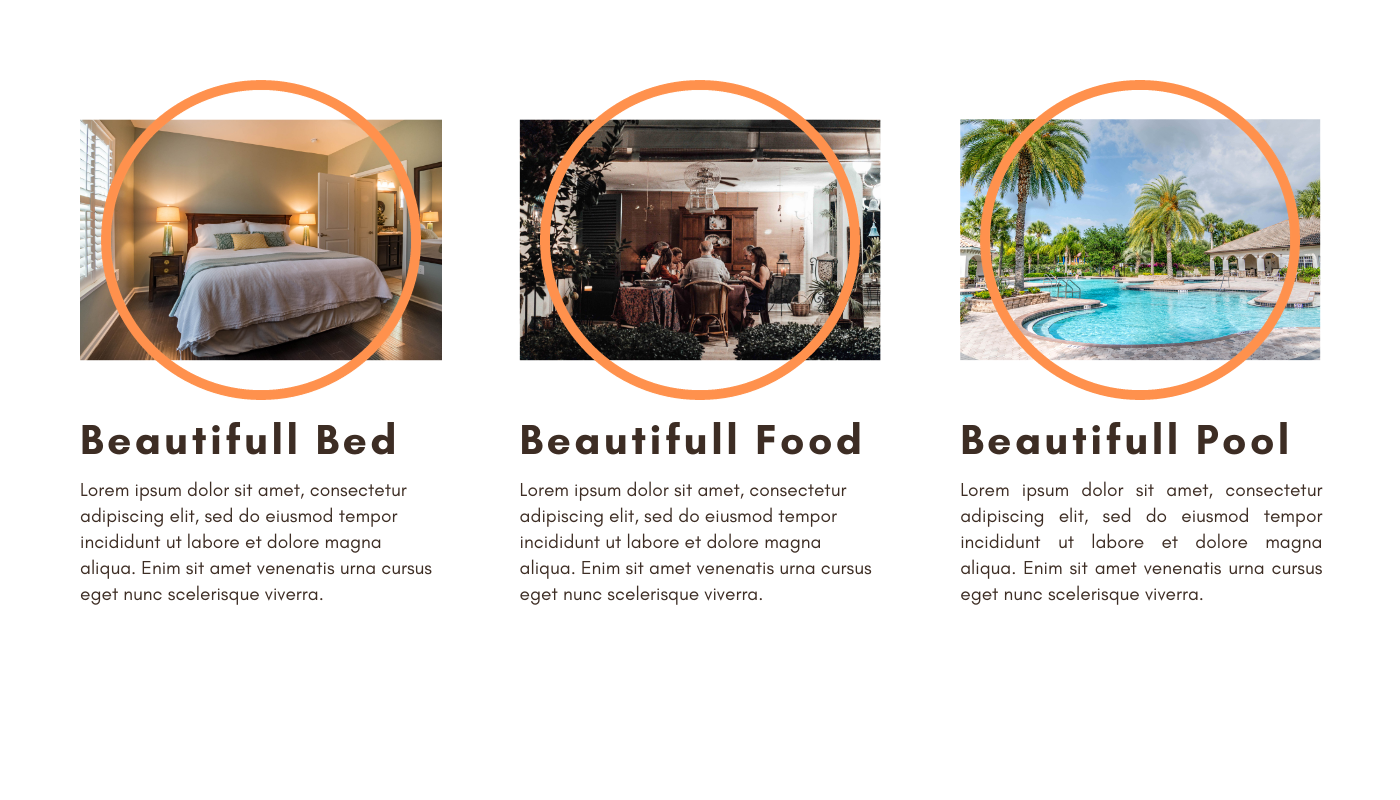 Beautifull Bed
Lorem ipsum dolor sit amet, consectetur
adipiscing elit, sed do eiusmod tempor
incididunt ut labore et dolore magna
aliqua. Enim sit amet venenatis urna cursus
eget nunc scelerisque viverra.
Beautifull Food
Lorem ipsum dolor sit amet, consectetur
adipiscing elit, sed do eiusmod tempor
incididunt ut labore et dolore magna
aliqua. Enim sit amet venenatis urna cursus
eget nunc scelerisque viverra.
Beautifull Pool
Lorem ipsum dolor sit amet, consectetur
adipiscing elit, sed do eiusmod tempor
incididunt ut labore et dolore magna
aliqua. Enim sit amet venenatis urna cursus
eget nunc scelerisque viverra.